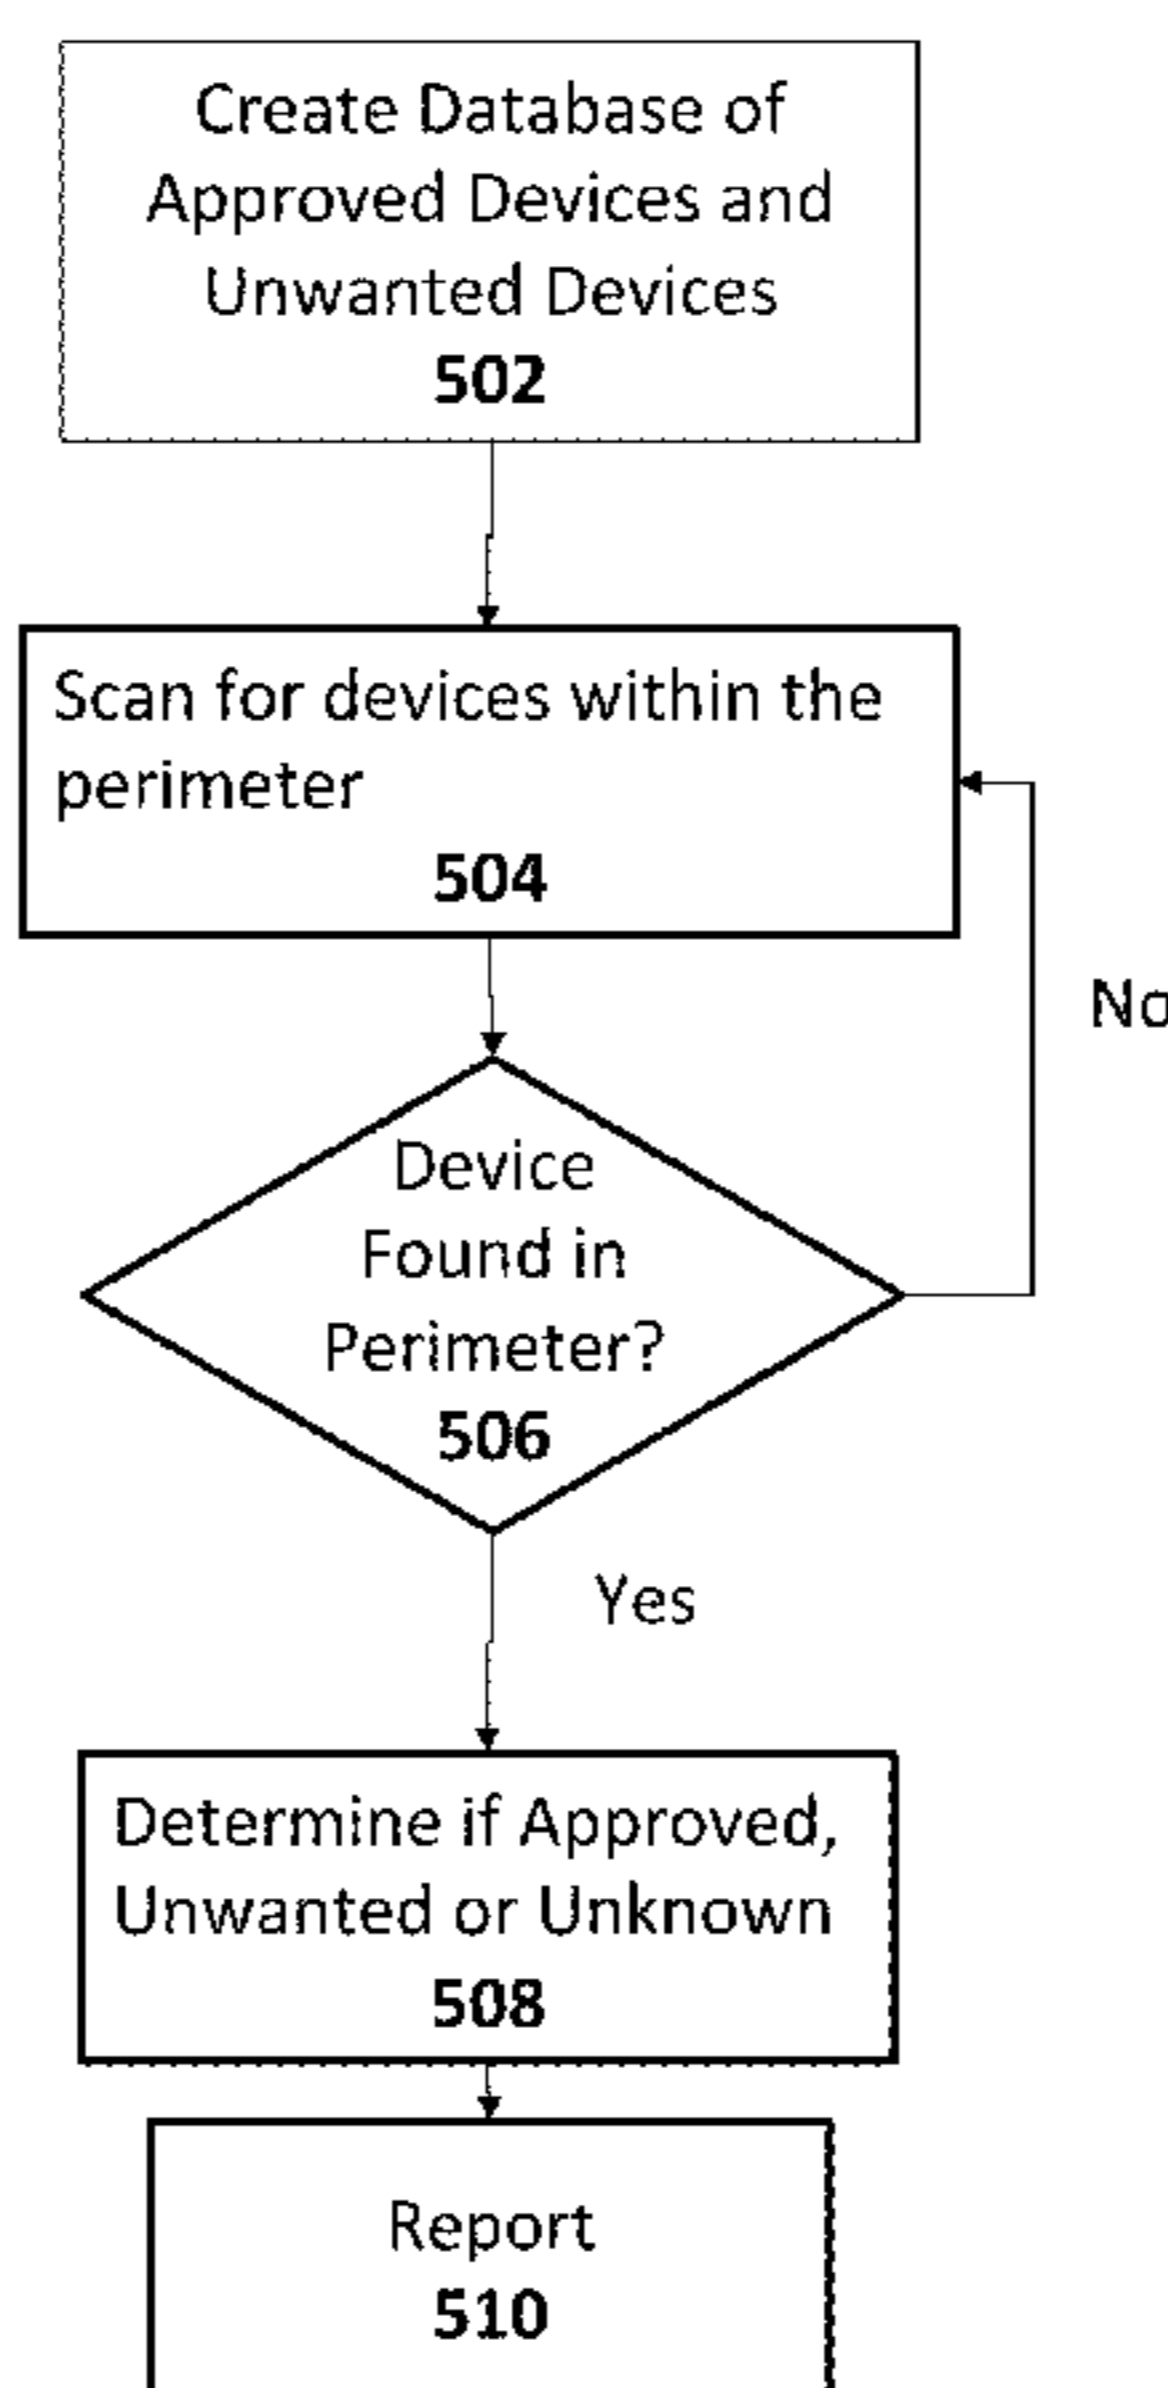 Create Database of
Approved Devices and
Unwanted Devices
502
Scan for devices within the
perimeter
504
No
Device
Found in
Perimeter?
506
Yes
Determine if Approved,
Unwanted or Unknown
508
Report
510